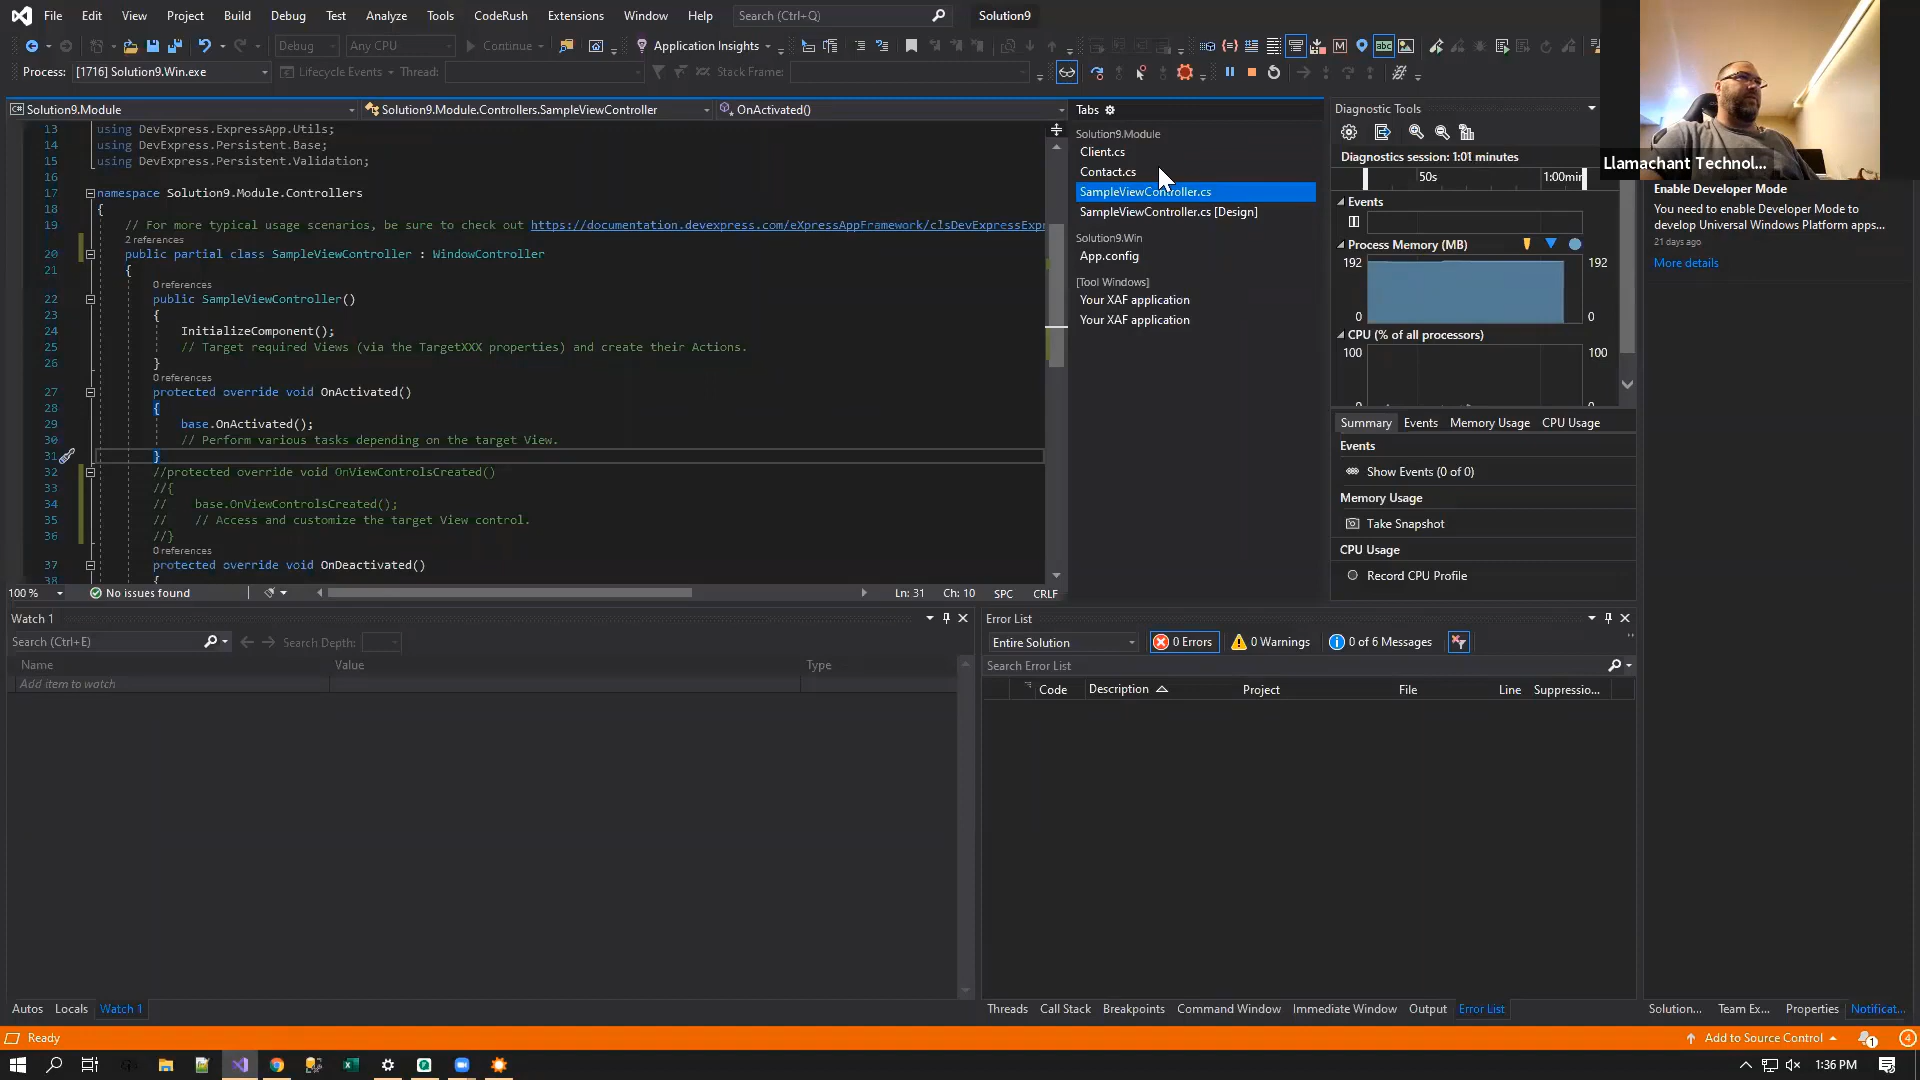 File Edit View Project Build Debug Test Analyze Tools CodeRush Extensions Window Help Search (Ctrl+Q) Solution9
Debug Any CPU Continue Application Insights
Process: [1716] Solution9.Win.exe Lifecycle Events Thread: Stack Frame:
Solution9.Module Solution9.Module.Controllers.SampleViewController OnActivated()
13 using DevExpress.ExpressApp.Utils;
14 using DevExpress.Persistent.Base;
15 using DevExpress.Persistent.Validation;
16
17 namespace Solution9.Module.Controllers
18 {
19 // For more typical usage scenarios, be sure to check out https://documentation.devexpress.com/eXpressAppFramework/clsDevExpressExpr
2 references
20 public partial class SampleViewController : WindowController
21 {
0 references
22 public SampleViewController()
23 {
24 InitializeComponent();
25 // Target required Views (via the TargetXXX properties) and create their Actions.
26 }
0 references
27 protected override void OnActivated()
28 {
29 base.OnActivated();
30 // Perform various tasks depending on the target View.
31 }
32 //protected override void OnViewControlsCreated()
33 //{
34 // base.OnViewControlsCreated();
35 // // Access and customize the target View control.
36 //}
0 references
37 protected override void OnDeactivated()
38 {
100 % No issues found Ln: 31 Ch: 10 SPC CRLF
Tabs
Solution9.Module
Client.cs
Contact.cs
SampleViewController.cs
SampleViewController.cs [Design]
Solution9.Win
App.config
[Tool Windows]
Your XAF application
Your XAF application
Diagnostic Tools
Diagnostics session: 1:01 minutes
50s 1:00min
Events
Process Memory (MB)
192 192
0 0
CPU (% of all processors)
100 100
Summary Events Memory Usage CPU Usage
Events
Show Events (0 of 0)
Memory Usage
Take Snapshot
CPU Usage
Record CPU Profile
Llamachant Technol...
Enable Developer Mode
You need to enable Developer Mode to
develop Universal Windows Platform apps...
21 days ago
More details
Watch 1
Search (Ctrl+E) Search Depth:
Name Value Type
Add item to watch
Error List
Entire Solution 0 Errors 0 Warnings 0 of 6 Messages
Search Error List
Code Description Project File Line Suppressio...
Autos Locals Watch 1
Threads Call Stack Breakpoints Command Window Immediate Window Output Error List
Solution... Team Ex... Properties Notificat...
Ready Add to Source Control 1 4
1:36 PM